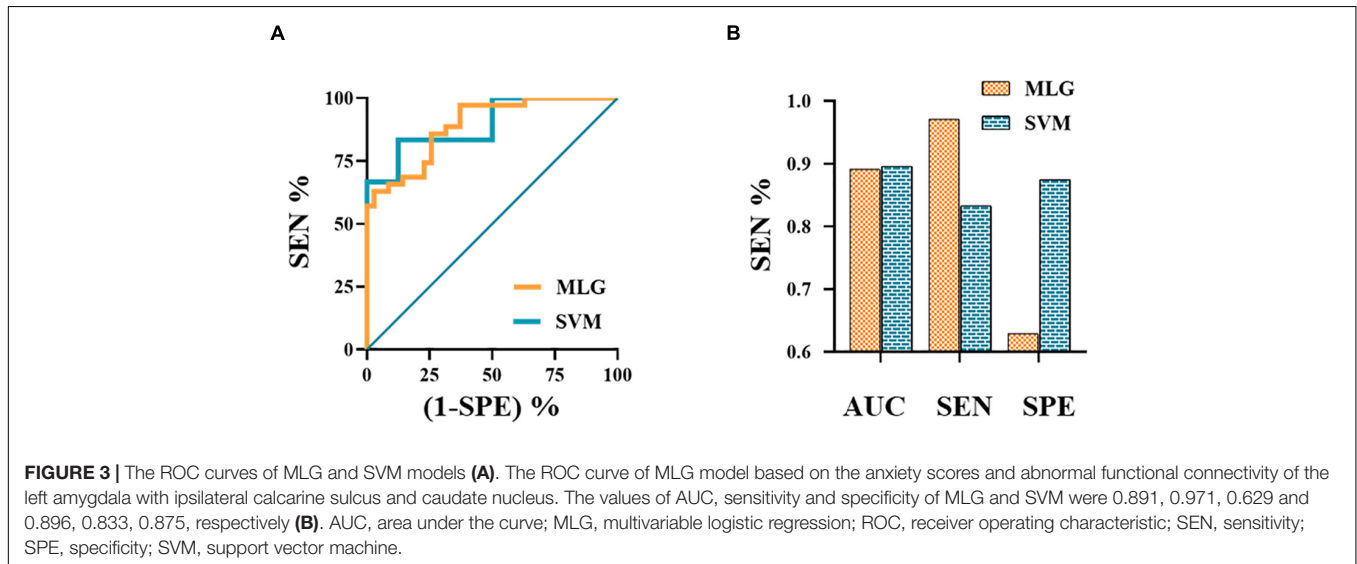 A
B
SEN %
100
75
50
25
0
0 25 50 75 100
(1-SPE) %
MLG
SVM
SEN %
1.0
0.9
0.8
0.7
0.6
AUC SEN SPE
MLG
SVM
FIGURE 3 | The ROC curves of MLG and SVM models (A). The ROC curve of MLG model based on the anxiety scores and abnormal functional connectivity of the
left amygdala with ipsilateral calcarine sulcus and caudate nucleus. The values of AUC, sensitivity and specificity of MLG and SVM were 0.891, 0.971, 0.629 and
0.896, 0.833, 0.875, respectively (B). AUC, area under the curve; MLG, multivariable logistic regression; ROC, receiver operating characteristic; SEN, sensitivity;
SPE, specificity; SVM, support vector machine.